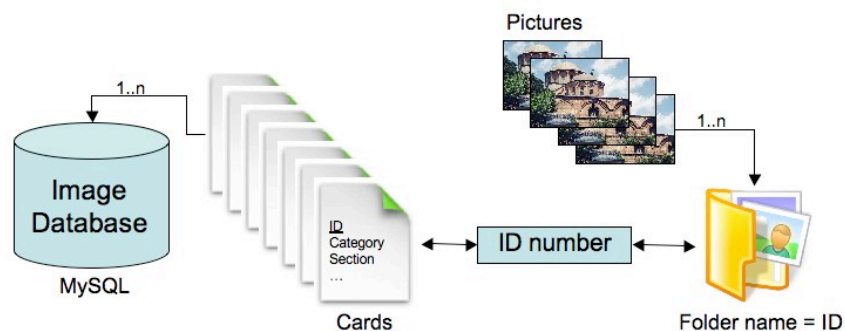 Pictures
1..n
1..n
Image
Database
MySQL
ID
Category
Section
...
Cards
ID number
Folder name = ID